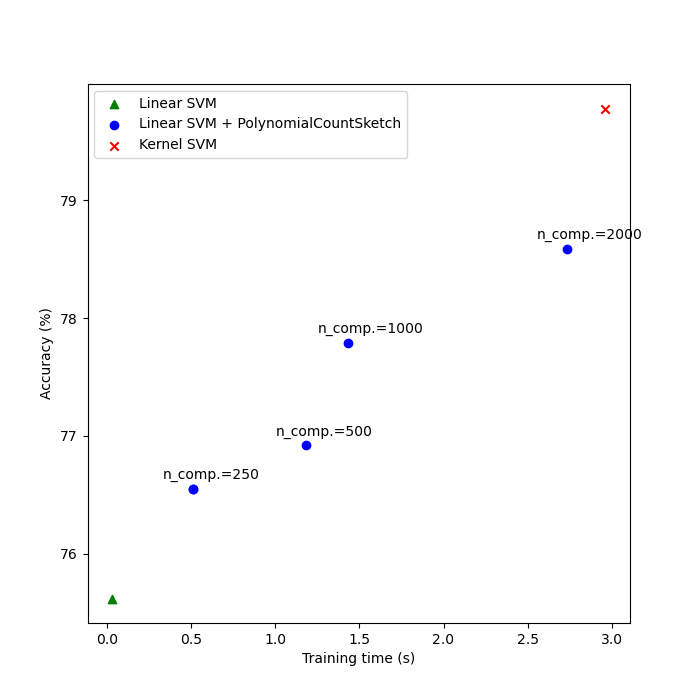 Linear SVM
Linear SVM + PolynomialCountSketch
Kernel SVM
n_comp.=2000
n_comp.=1000
n_comp.=500
n_comp.=250
79
78
77
76
Accuracy (%)
0.0 0.5 1.0 1.5 2.0 2.5 3.0
Training time (s)